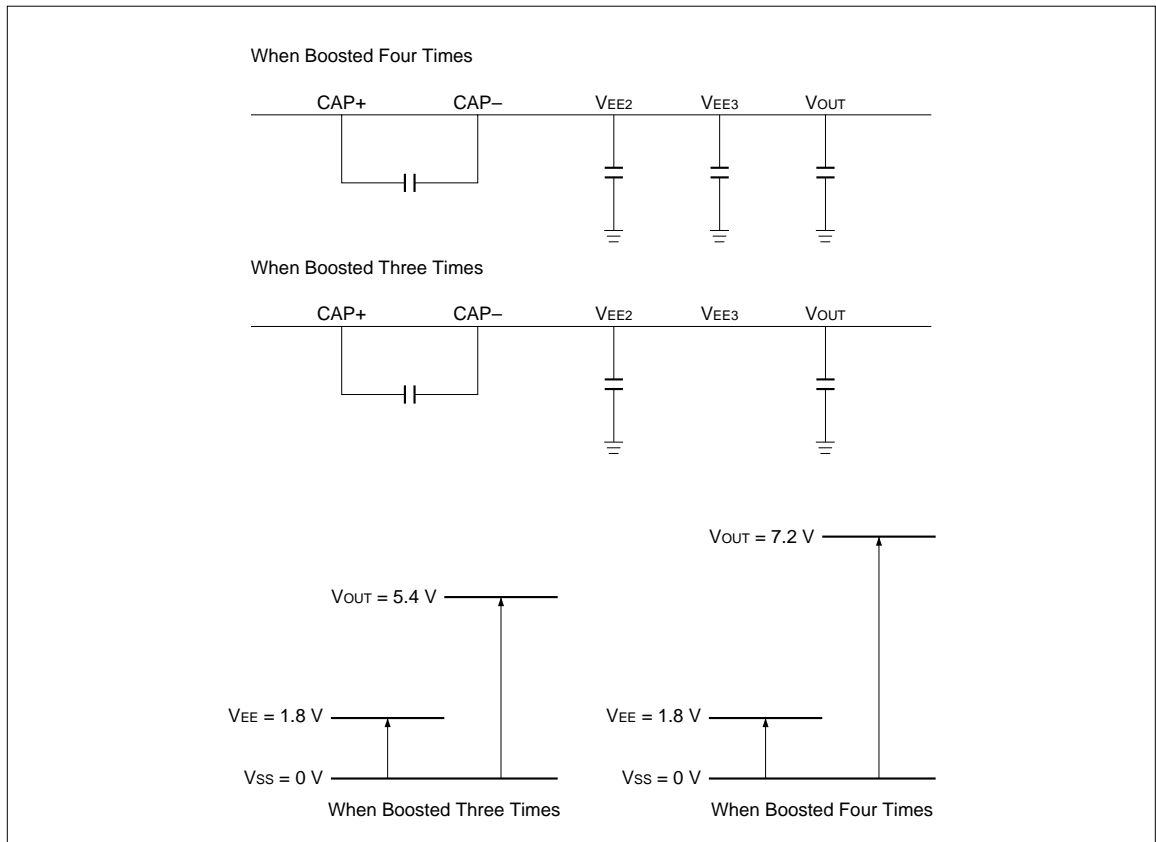 When Boosted Four Times
CAP+ CAP– VEE2 VEE3 VOUT
When Boosted Three Times
CAP+ CAP– VEE2 VEE3 VOUT
VOUT = 7.2 V
VOUT = 5.4 V
VEE = 1.8 V VEE = 1.8 V
VSS = 0 V VSS = 0 V
When Boosted Three Times When Boosted Four Times